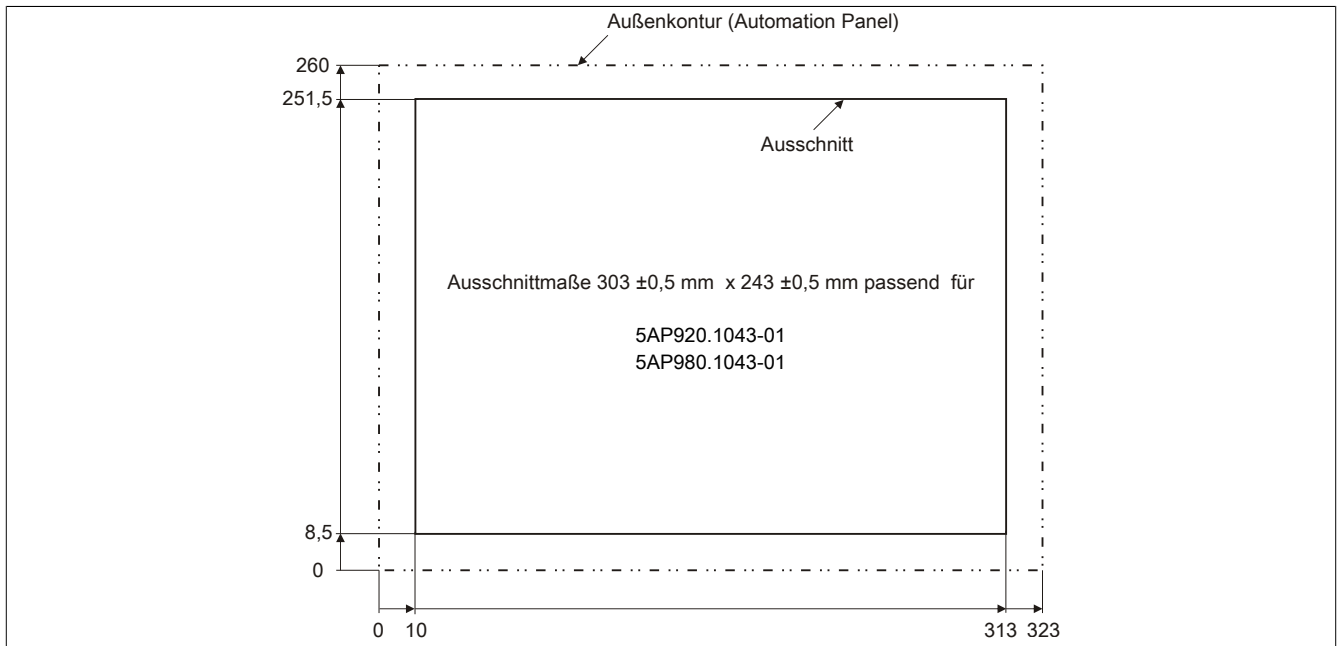 Außenkontur (Automation Panel)
260
251,5
Ausschnitt
Ausschnittmaße 303 ±0,5 mm x 243 ±0,5 mm passend für
5AP920.1043-01
5AP980.1043-01
8,5
0
0 10 313 323